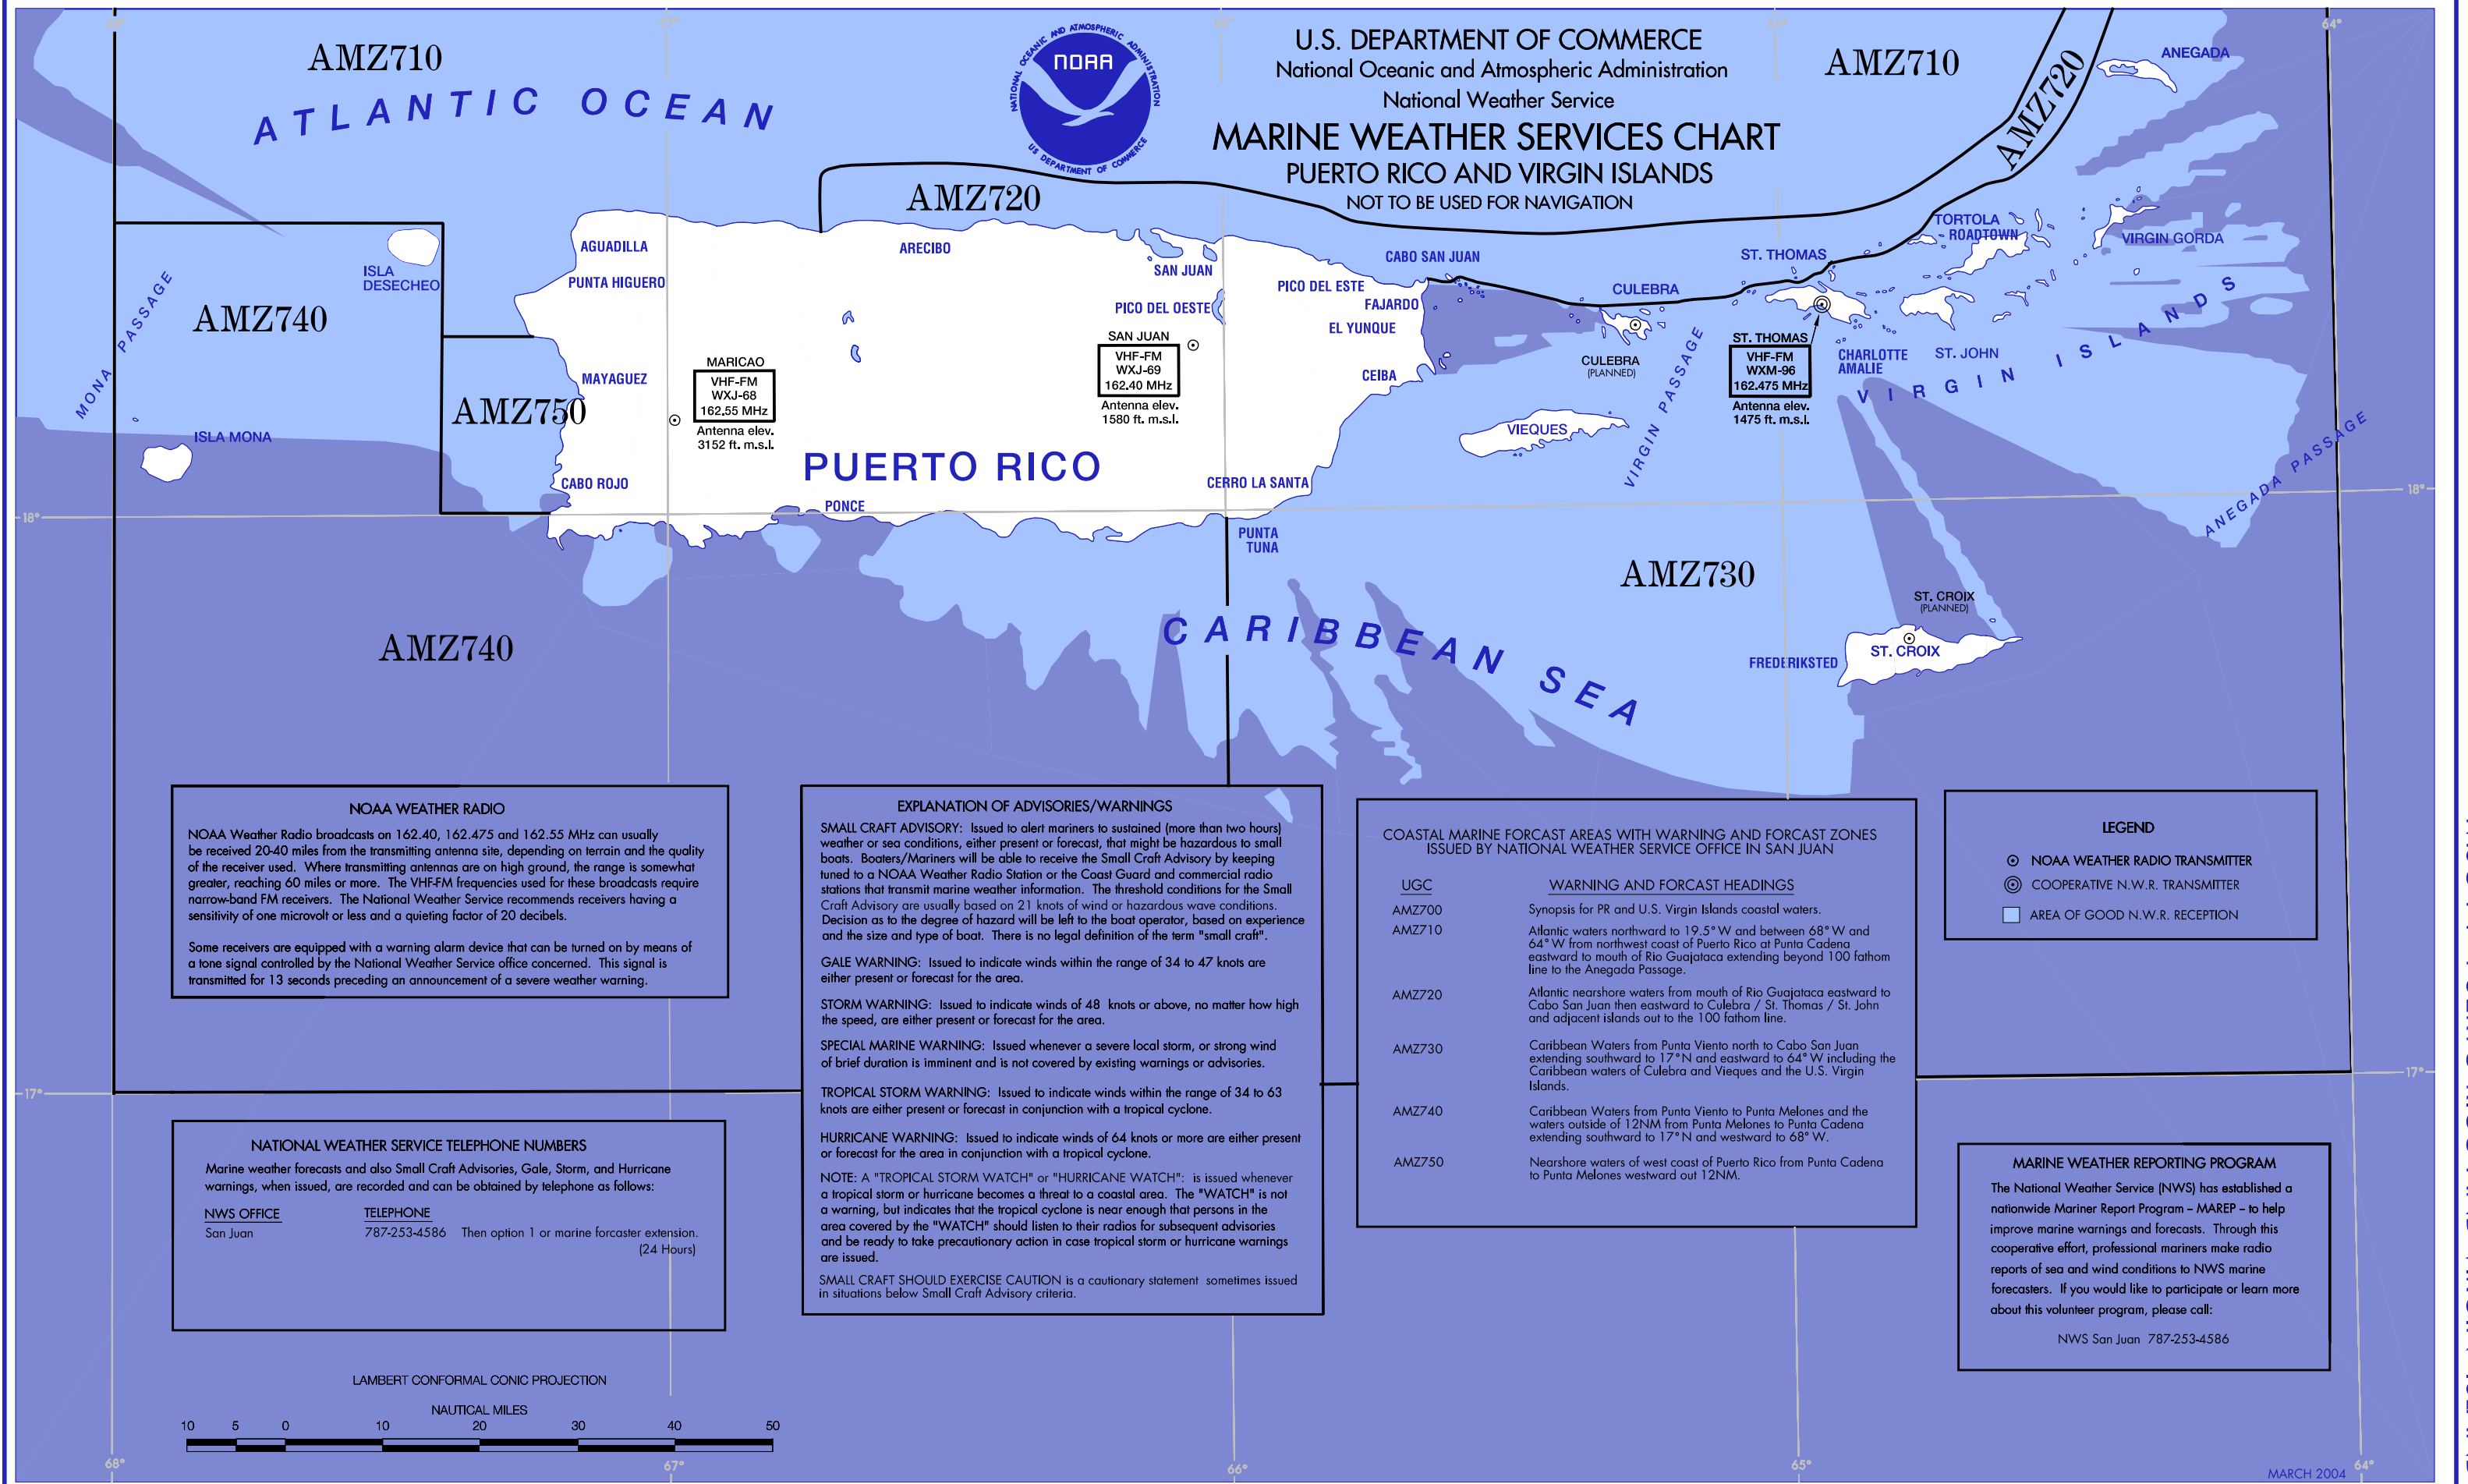 68°
67°
66°
65°
64°
AMZ710
ATLANTIC OCEAN
NATIONAL OCEANIC AND ATMOSPHERIC ADMINISTRATION
NOAA
US DEPARTMENT OF COMMERCE
U.S. DEPARTMENT OF COMMERCE
National Oceanic and Atmospheric Administration
National Weather Service
MARINE WEATHER SERVICES CHART
PUERTO RICO AND VIRGIN ISLANDS
NOT TO BE USED FOR NAVIGATION
AMZ710
AMZ720
ANEGADA
AMZ720
TORTOLA
ROADTOWN
VIRGIN GORDA
ISLA
DESECHEO
MONA PASSAGE
AMZ740
ISLA MONA
AMZ750
AGUADILLA
PUNTA HIGUERO
MAYAGUEZ
CABO ROJO
ARECIBO
SAN JUAN
PICO DEL OESTE
PICO DEL ESTE
CABO SAN JUAN
FAJARDO
EL YUNQUE
CEIBA
MARICAO
VHF-FM
WXJ-68
162,55 MHz
Antenna elev.
3152 ft. m.s.l.
SAN JUAN
VHF-FM
WXJ-69
162.40 MHz
Antenna elev.
1580 ft. m.s.l.
PUERTO RICO
CERRO LA SANTA
PONCE
PUNTA
TUNA
CULEBRA
CULEBRA
(PLANNED)
VIEQUES
VIRGIN PASSAGE
ST. THOMAS
ST. THOMAS
VHF-FM
WXM-96
162.475 MHz
Antenna elev.
1475 ft. m.s.l.
CHARLOTTE
AMALIE
ST. JOHN
VIRGIN ISLANDS
ANEGADA PASSAGE
18°
18°
AMZ730
AMZ740
CARIBBEAN SEA
ST. CROIX
(PLANNED)
ST. CROIX
FREDERIKSTED
NOAA WEATHER RADIO
NOAA Weather Radio broadcasts on 162.40, 162.475 and 162.55 MHz can usually
be received 20-40 miles from the transmitting antenna site, depending on terrain and the quality
of the receiver used. Where transmitting antennas are on high ground, the range is somewhat
greater, reaching 60 miles or more. The VHF-FM frequencies used for these broadcasts require
narrow-band FM receivers. The National Weather Service recommends receivers having a
sensitivity of one microvolt or less and a quieting factor of 20 decibels.
Some receivers are equipped with a warning alarm device that can be turned on by means of
a tone signal controlled by the National Weather Service office concerned. This signal is
transmitted for 13 seconds preceding an announcement of a severe weather warning.
EXPLANATION OF ADVISORIES/WARNINGS
SMALL CRAFT ADVISORY: Issued to alert mariners to sustained (more than two hours)
weather or sea conditions, either present or forecast, that might be hazardous to small
boats. Boaters/Mariners will be able to receive the Small Craft Advisory by keeping
tuned to a NOAA Weather Radio Station or the Coast Guard and commercial radio
stations that transmit marine weather information. The threshold conditions for the Small
Craft Advisory are usually based on 21 knots of wind or hazardous wave conditions.
Decision as to the degree of hazard will be left to the boat operator, based on experience
and the size and type of boat. There is no legal definition of the term "small craft".
GALE WARNING: Issued to indicate winds within the range of 34 to 47 knots are
either present or forecast for the area.
STORM WARNING: Issued to indicate winds of 48 knots or above, no matter how high
the speed, are either present or forecast for the area.
SPECIAL MARINE WARNING: Issued whenever a severe local storm, or strong wind
of brief duration is imminent and is not covered by existing warnings or advisories.
TROPICAL STORM WARNING: Issued to indicate winds within the range of 34 to 63
knots are either present or forecast in conjunction with a tropical cyclone.
HURRICANE WARNING: Issued to indicate winds of 64 knots or more are either present
or forecast for the area in conjunction with a tropical cyclone.
NOTE: A "TROPICAL STORM WATCH" or "HURRICANE WATCH": is issued whenever
a tropical storm or hurricane becomes a threat to a coastal area. The "WATCH" is not
a warning, but indicates that the tropical cyclone is near enough that persons in the
area covered by the "WATCH" should listen to their radios for subsequent advisories
and be ready to take precautionary action in case tropical storm or hurricane warnings
are issued.
SMALL CRAFT SHOULD EXERCISE CAUTION is a cautionary statement sometimes issued
in situations below Small Craft Advisory criteria.
COASTAL MARINE FORCAST AREAS WITH WARNING AND FORCAST ZONES
ISSUED BY NATIONAL WEATHER SERVICE OFFICE IN SAN JUAN
UGC WARNING AND FORCAST HEADINGS
AMZ700 Synopsis for PR and U.S. Virgin Islands coastal waters.
AMZ710 Atlantic waters northward to 19.5° W and between 68° W and
64° W from northwest coast of Puerto Rico at Punta Cadena
eastward to mouth of Rio Guajataca extending beyond 100 fathom
line to the Anegada Passage.
AMZ720 Atlantic nearshore waters from mouth of Rio Guajataca eastward to
Cabo San Juan then eastward to Culebra / St. Thomas / St. John
and adjacent islands out to the 100 fathom line.
AMZ730 Caribbean Waters from Punta Viento north to Cabo San Juan
extending southward to 17° N and eastward to 64° W including the
Caribbean waters of Culebra and Vieques and the U.S. Virgin
Islands.
AMZ740 Caribbean Waters from Punta Viento to Punta Melones and the
waters outside of 12NM from Punta Melones to Punta Cadena
extending southward to 17° N and westward to 68° W.
AMZ750 Nearshore waters of west coast of Puerto Rico from Punta Cadena
to Punta Melones westward out 12NM.
LEGEND
NOAA WEATHER RADIO TRANSMITTER
COOPERATIVE N.W.R. TRANSMITTER
AREA OF GOOD N.W.R. RECEPTION
17°
17°
NATIONAL WEATHER SERVICE TELEPHONE NUMBERS
Marine weather forecasts and also Small Craft Advisories, Gale, Storm, and Hurricane
warnings, when issued, are recorded and can be obtained by telephone as follows:
NWS OFFICE TELEPHONE
San Juan 787-253-4586 Then option 1 or marine forcaster extension.
(24 Hours)
MARINE WEATHER REPORTING PROGRAM
The National Weather Service (NWS) has established a
nationwide Mariner Report Program – MAREP – to help
improve marine warnings and forecasts. Through this
cooperative effort, professional mariners make radio
reports of sea and wind conditions to NWS marine
forecasters. If you would like to participate or learn more
about this volunteer program, please call:
NWS San Juan 787-253-4586
LAMBERT CONFORMAL CONIC PROJECTION
NAUTICAL MILES
10 5 0 10 20 30 40 50
68°
67°
66°
65°
64°
MARCH 2004